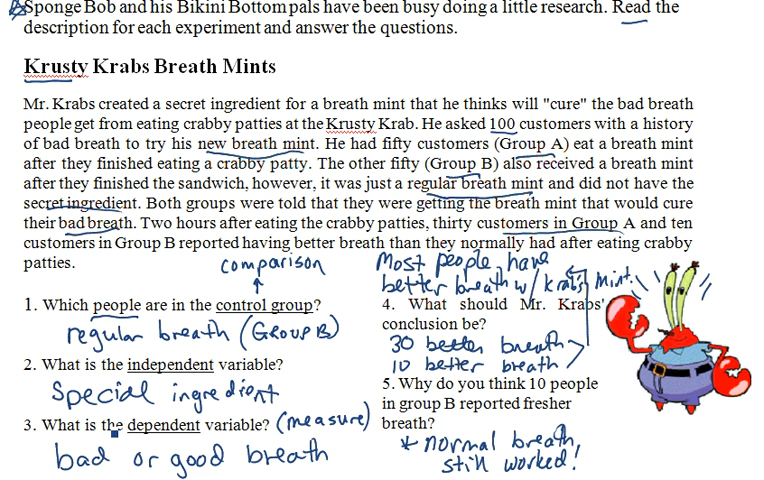 Sponge Bob and his Bikini Bottom pals have been busy doing a little research. Read the
description for each experiment and answer the questions.
Krusty Krabs Breath Mints
Mr. Krabs created a secret ingredient for a breath mint that he thinks will "cure" the bad breath
people get from eating crabby patties at the Krusty Krab. He asked 100 customers with a history
of bad breath to try his new breath mint. He had fifty customers (Group A) eat a breath mint
after they finished eating a crabby patty. The other fifty (Group B) also received a breath mint
after they finished the sandwich, however, it was just a regular breath mint and did not have the
secret ingredient. Both groups were told that they were getting the breath mint that would cure
their bad breath. Two hours after eating the crabby patties, thirty customers in Group A and ten
customers in Group B reported having better breath than they normally had after eating crabby
patties.
comparison
1. Which people are in the control group?
regular breath (Group B)
2. What is the independent variable?
Special ingredient
3. What is the dependent variable? (measure)
bad or good breath
Most people have
better breath w/ krab's mint.
4. What should Mr. Krabs'
conclusion be?
30 better breath
10 better breath
5. Why do you think 10 people
in group B reported fresher
breath?
* normal breath,
still worked!